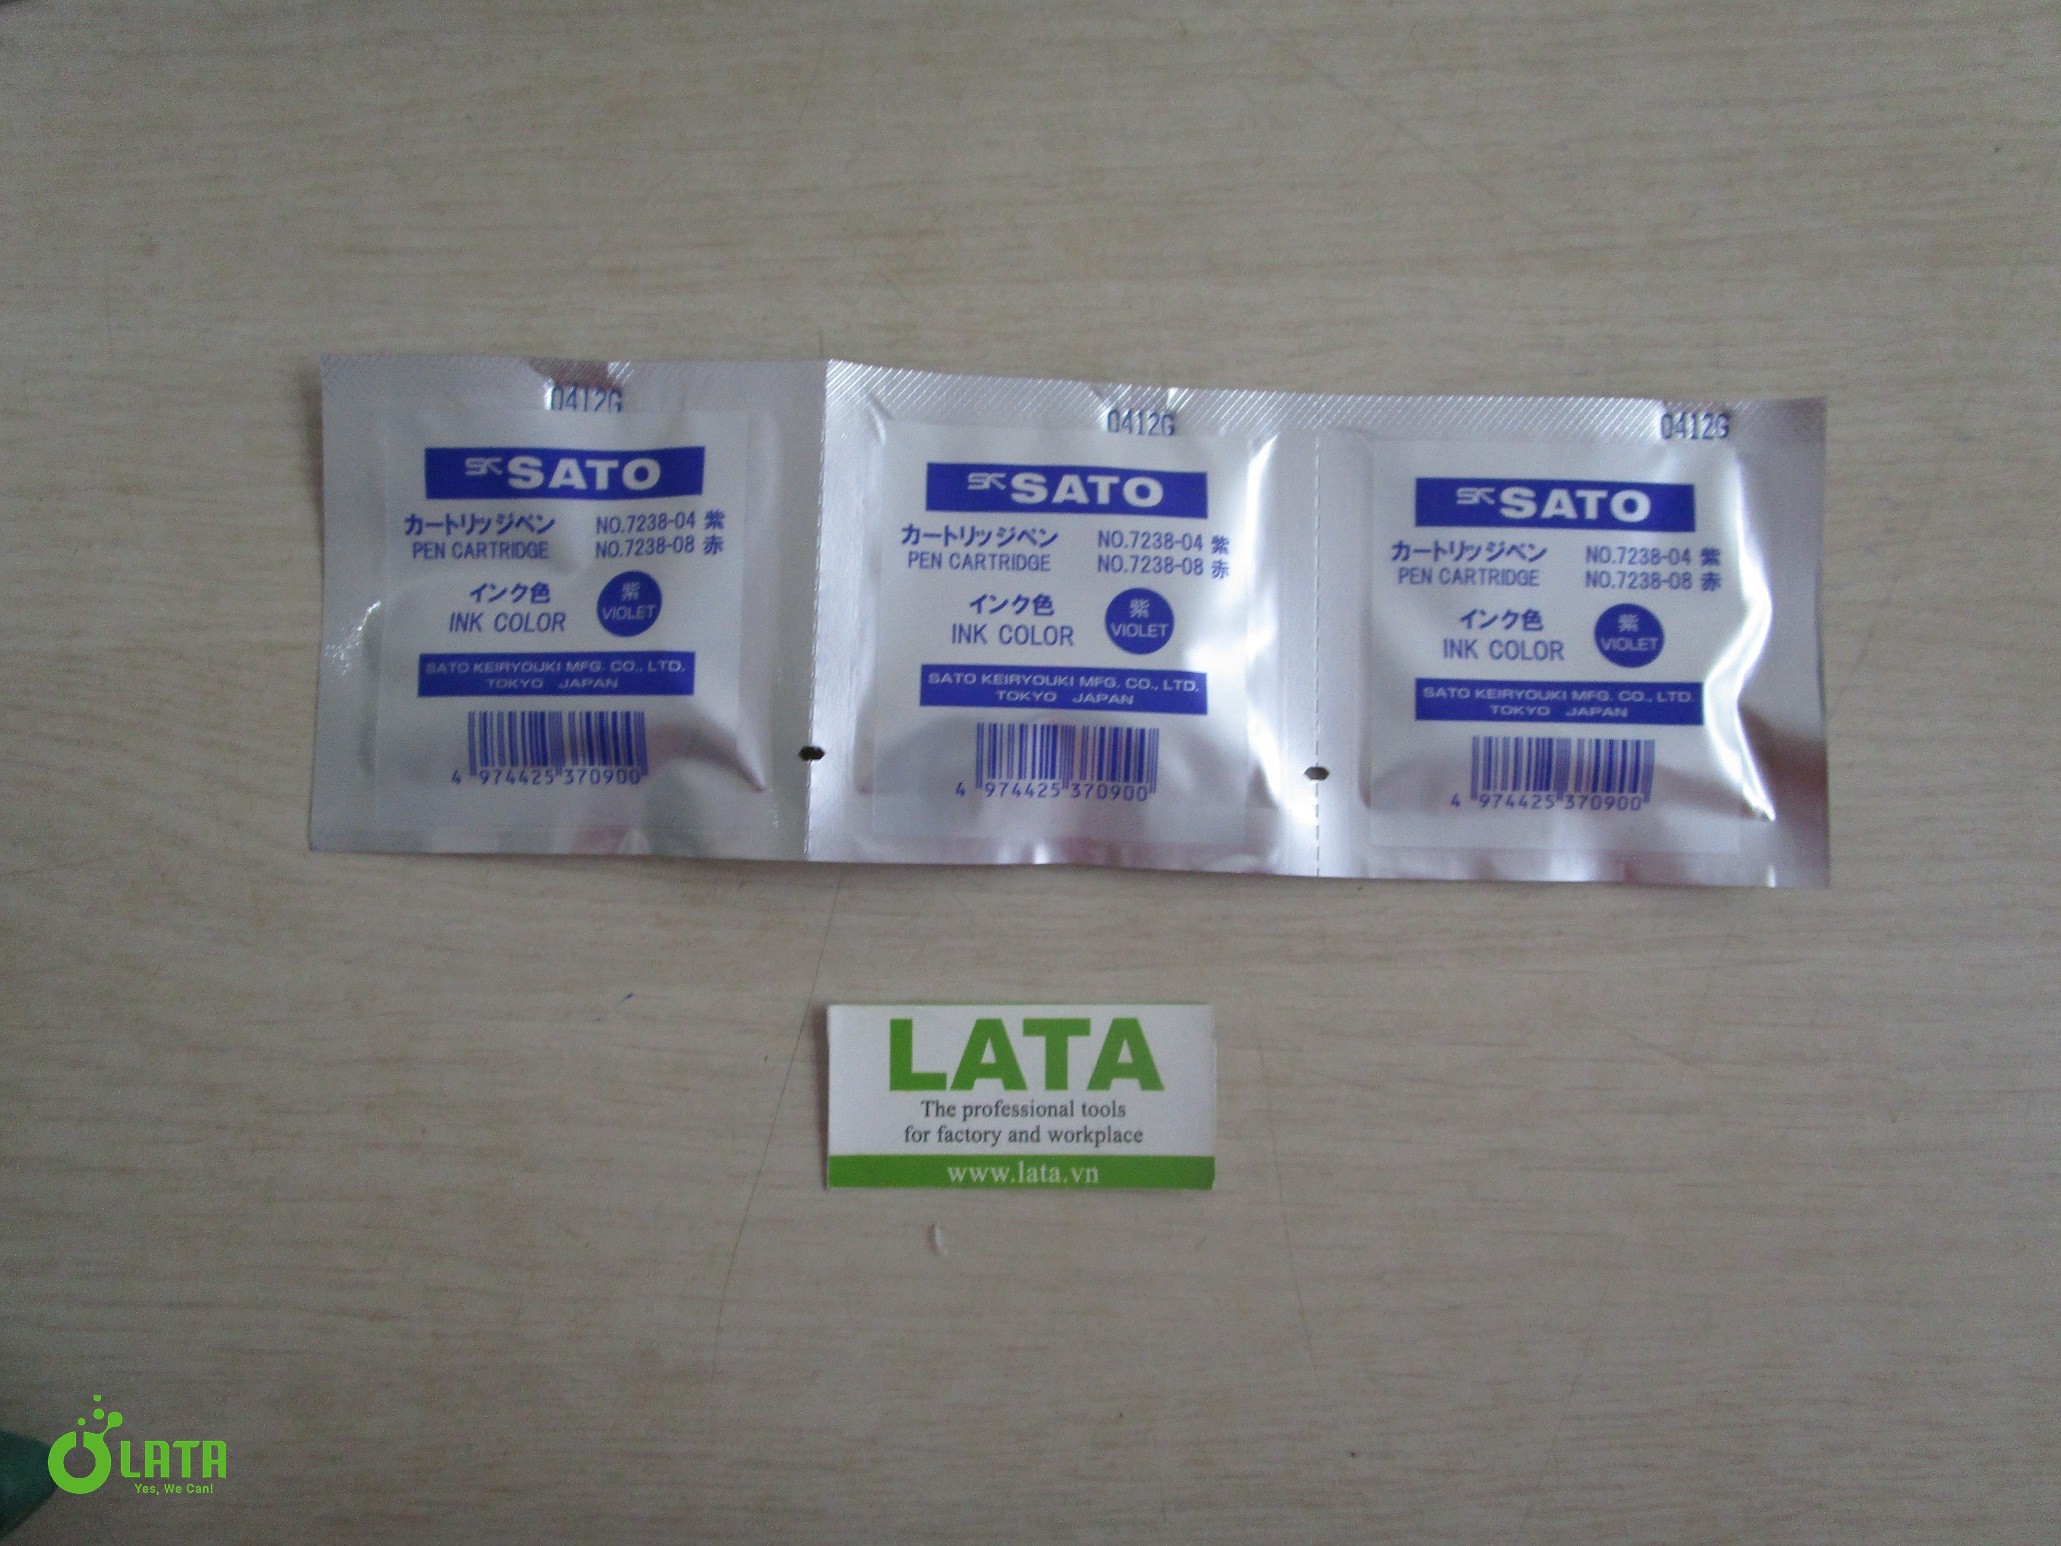 0412G
SK SATO
カートリッジペン NO.7238-04 紫
PEN CARTRIDGE NO.7238-08 赤
インク色 紫
INK COLOR VIOLET
SATO KEIRYOUKI MFG. CO., LTD.
TOKYO JAPAN
4 974425 370900
0412G
SK SATO
カートリッジペン NO.7238-04 紫
PEN CARTRIDGE NO.7238-08 赤
インク色 紫
INK COLOR VIOLET
SATO KEIRYOUKI MFG. CO., LTD.
TOKYO JAPAN
4 974425 370900
0412G
SK SATO
カートリッジペン NO.7238-04 紫
PEN CARTRIDGE NO.7238-08 赤
インク色 紫
INK COLOR VIOLET
SATO KEIRYOUKI MFG. CO., LTD.
TOKYO JAPAN
4 974425 370900
LATA
The professional tools
for factory and workplace
www.lata.vn
LATA
Yes, We Can!